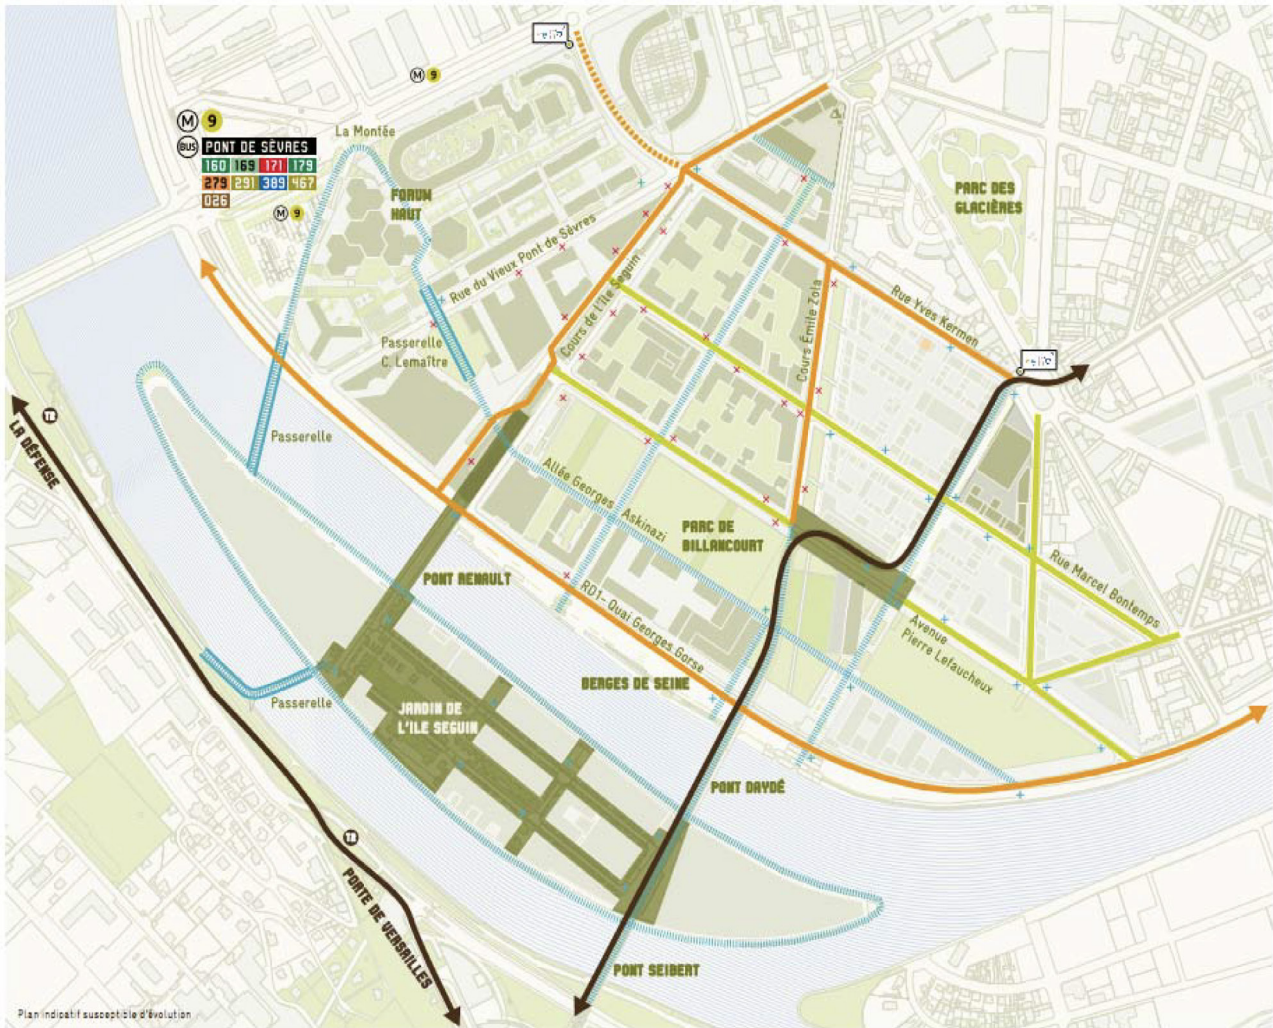 M 9
M 9
BUS PONT DE SÈVRES
160 169 171 179
279 291 389 467
026
M 9
La Montée
FORUM
HAUT
PARC DES
GLACIÈRES
Rue du Vieux Pont de Sèvres
Cours de l'Ile Seguin
Passerelle
C. Lemaître
Cours Émile Zola
Rue Yves Kermen
T2
LA DÉFENSE
Passerelle
Allée Georges Askinazi
PARC DE
BILLANCOURT
PONT RENAULT
RD1-Quai Georges Gorse
Rue Marcel Bontemps
Avenue
Pierre Lefaucheux
BERGES DE SEINE
Passerelle
JARDIN DE
L'ILE SEGUIN
PONT DAYDÉ
T2
PORTE DE VERSAILLES
PONT SEIBERT
Plan indicatif susceptible d'évolution